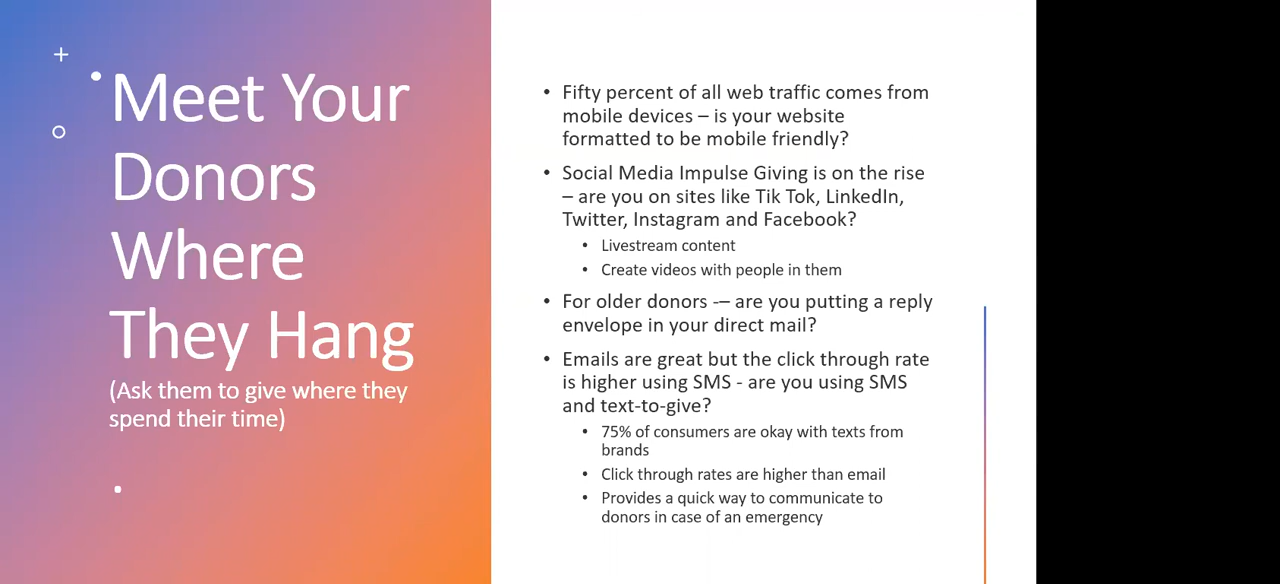 Meet Your
Donors
Where
They Hang
(Ask them to give where they
spend their time)
• Fifty percent of all web traffic comes from
mobile devices – is your website
formatted to be mobile friendly?
• Social Media Impulse Giving is on the rise
– are you on sites like Tik Tok, LinkedIn,
Twitter, Instagram and Facebook?
• Livestream content
• Create videos with people in them
• For older donors -– are you putting a reply
envelope in your direct mail?
• Emails are great but the click through rate
is higher using SMS - are you using SMS
and text-to-give?
• 75% of consumers are okay with texts from
brands
• Click through rates are higher than email
• Provides a quick way to communicate to
donors in case of an emergency